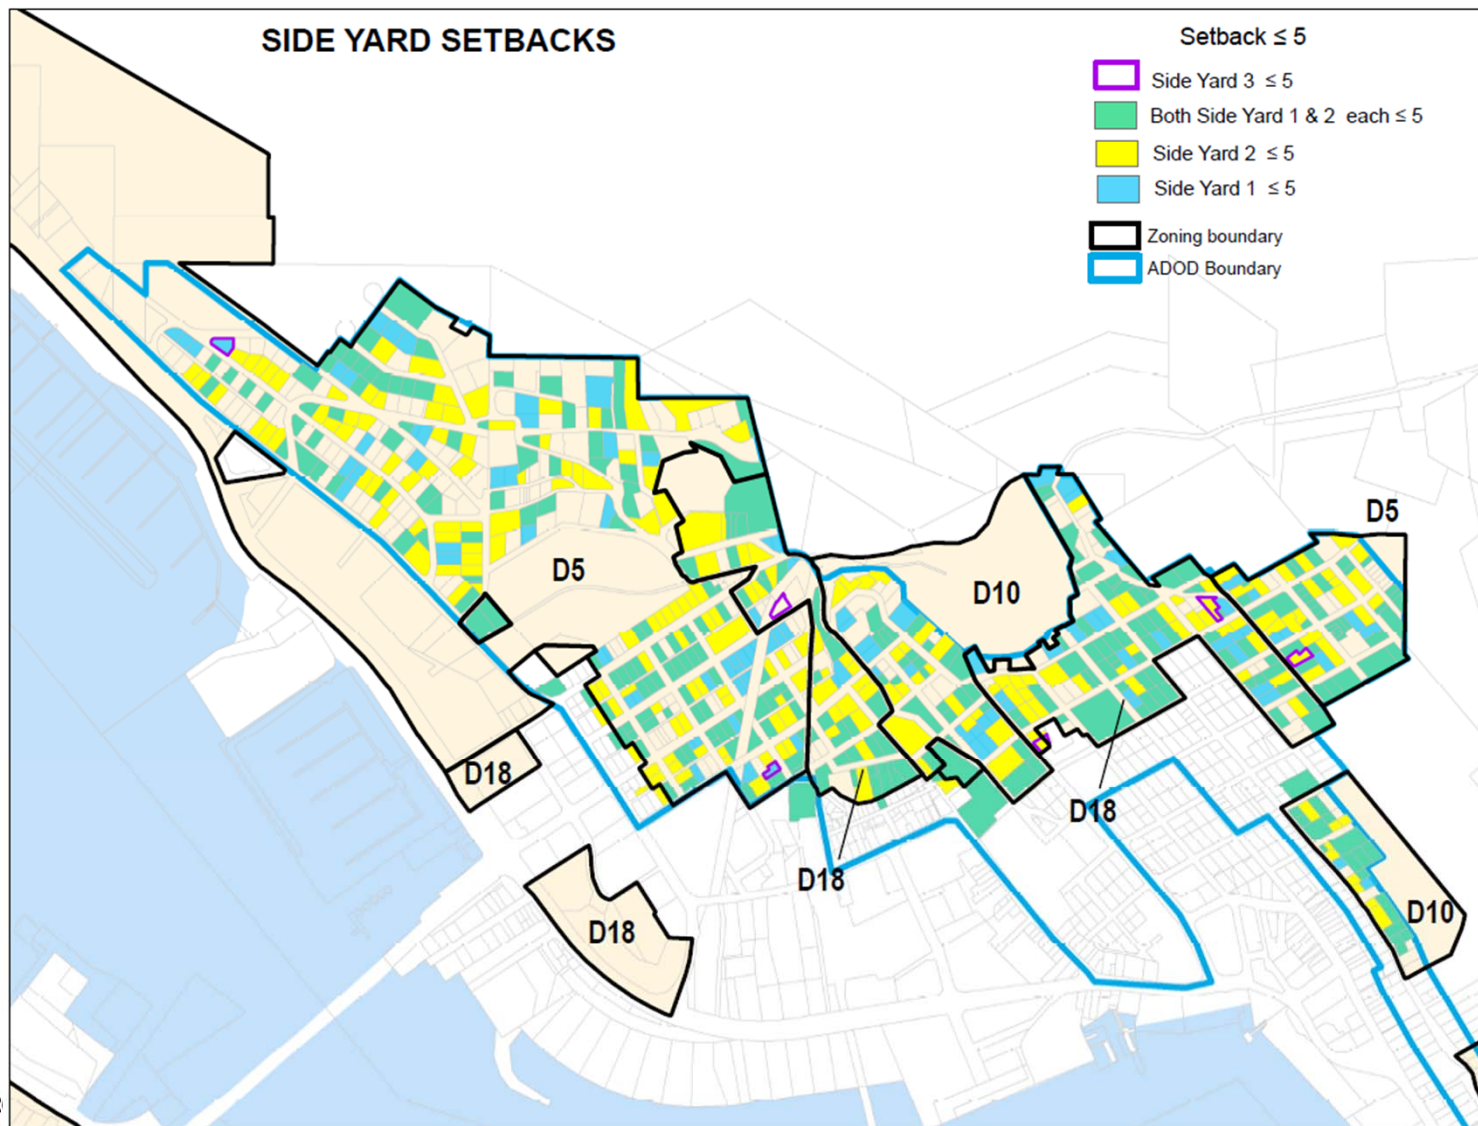 SIDE YARD SETBACKS
Setback ≤ 5
Side Yard 3 ≤ 5
Both Side Yard 1 & 2 each ≤ 5
Side Yard 2 ≤ 5
Side Yard 1 ≤ 5
Zoning boundary
ADOD Boundary
D5
D5
D10
D18
D18
D18
D10
D18